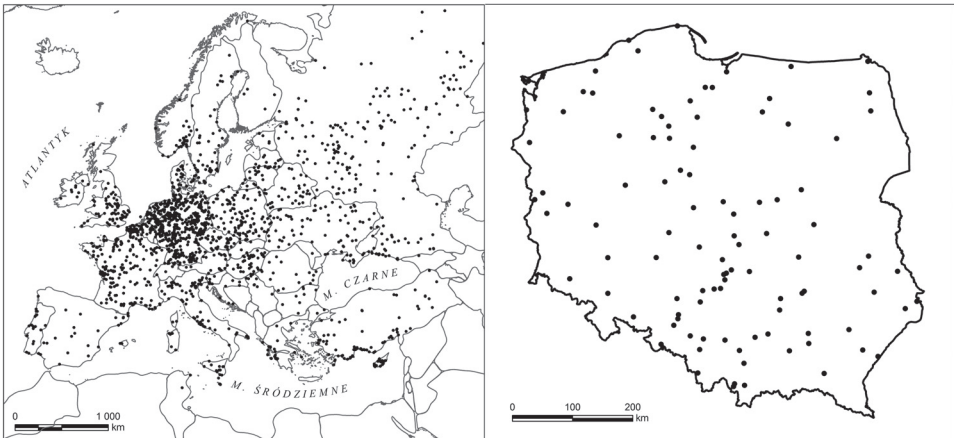 ATLANTYK
M. CZARNE
M. ŚRÓDZIEMNE
0 1 000
km
0 100 200
km